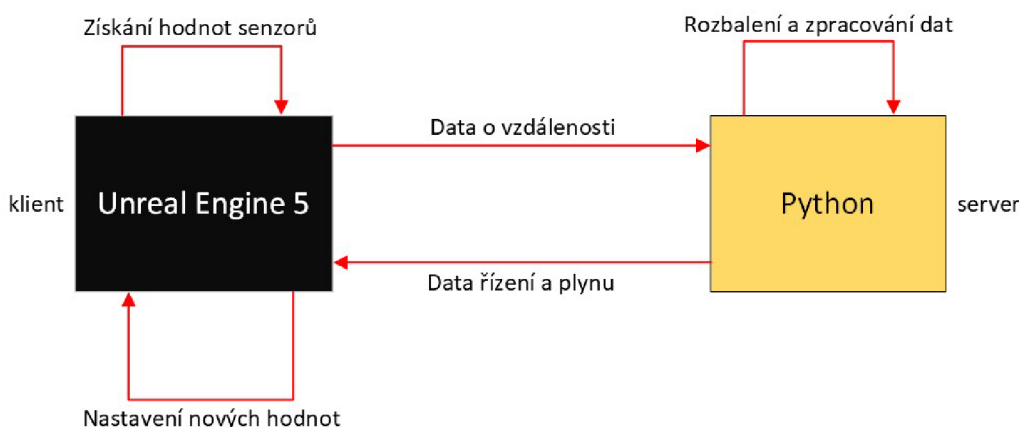 Získání hodnot senzorů
Rozbalení a zpracování dat
Data o vzdálenosti
klient
Unreal Engine 5
Python
server
Data řízení a plynu
Nastavení nových hodnot